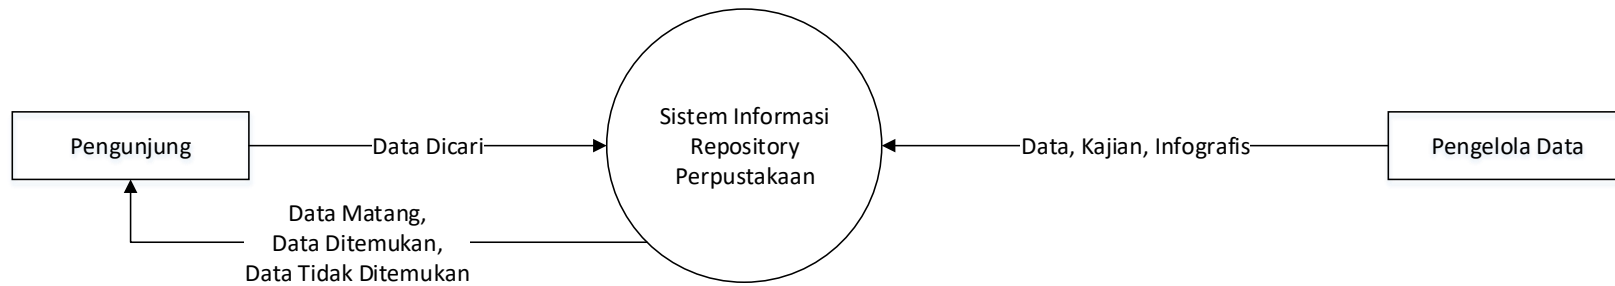 Pengunjung
Data Dicari
Sistem Informasi
Repository
Perpustakaan
Data, Kajian, Infografis
Pengelola Data
Data Matang,
Data Ditemukan,
Data Tidak Ditemukan